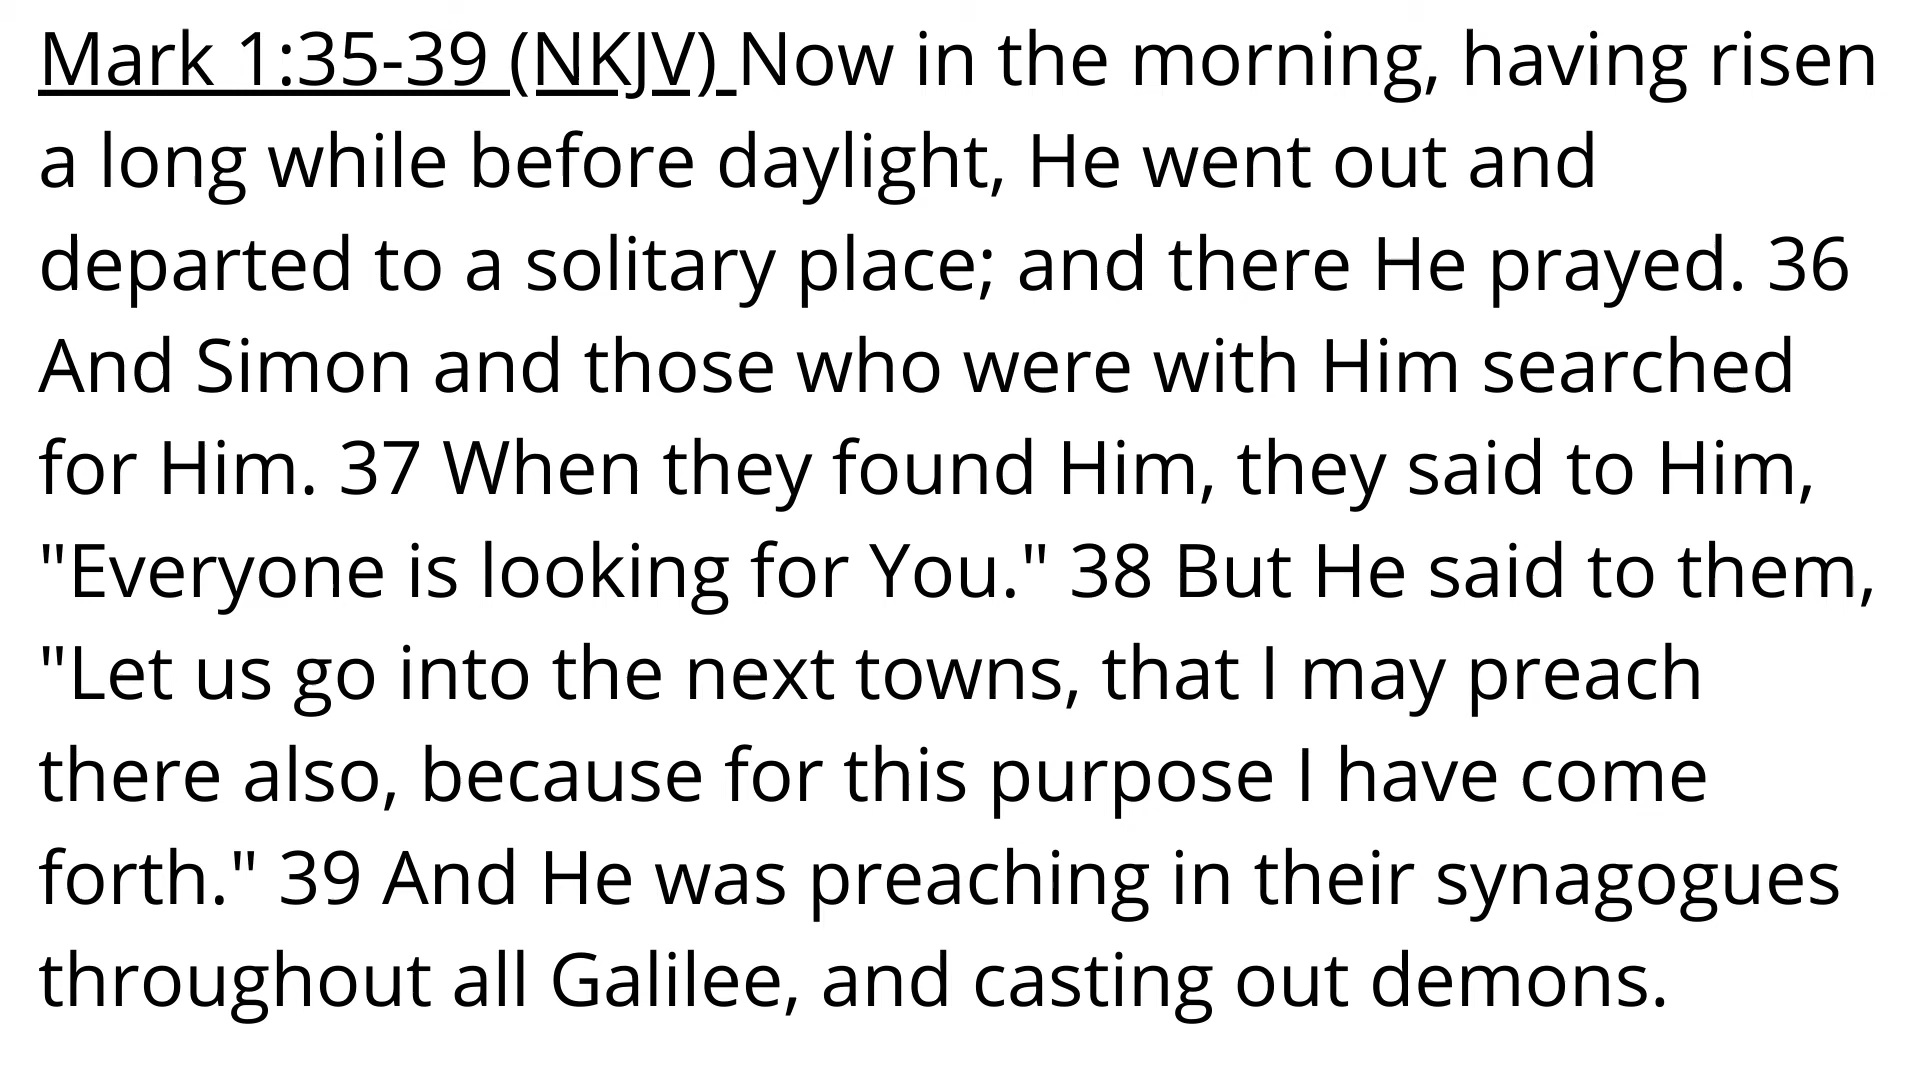 Mark 1:35-39 (NKJV) Now in the morning, having risen
a long while before daylight, He went out and
departed to a solitary place; and there He prayed. 36
And Simon and those who were with Him searched
for Him. 37 When they found Him, they said to Him,
"Everyone is looking for You." 38 But He said to them,
"Let us go into the next towns, that I may preach
there also, because for this purpose I have come
forth." 39 And He was preaching in their synagogues
throughout all Galilee, and casting out demons.